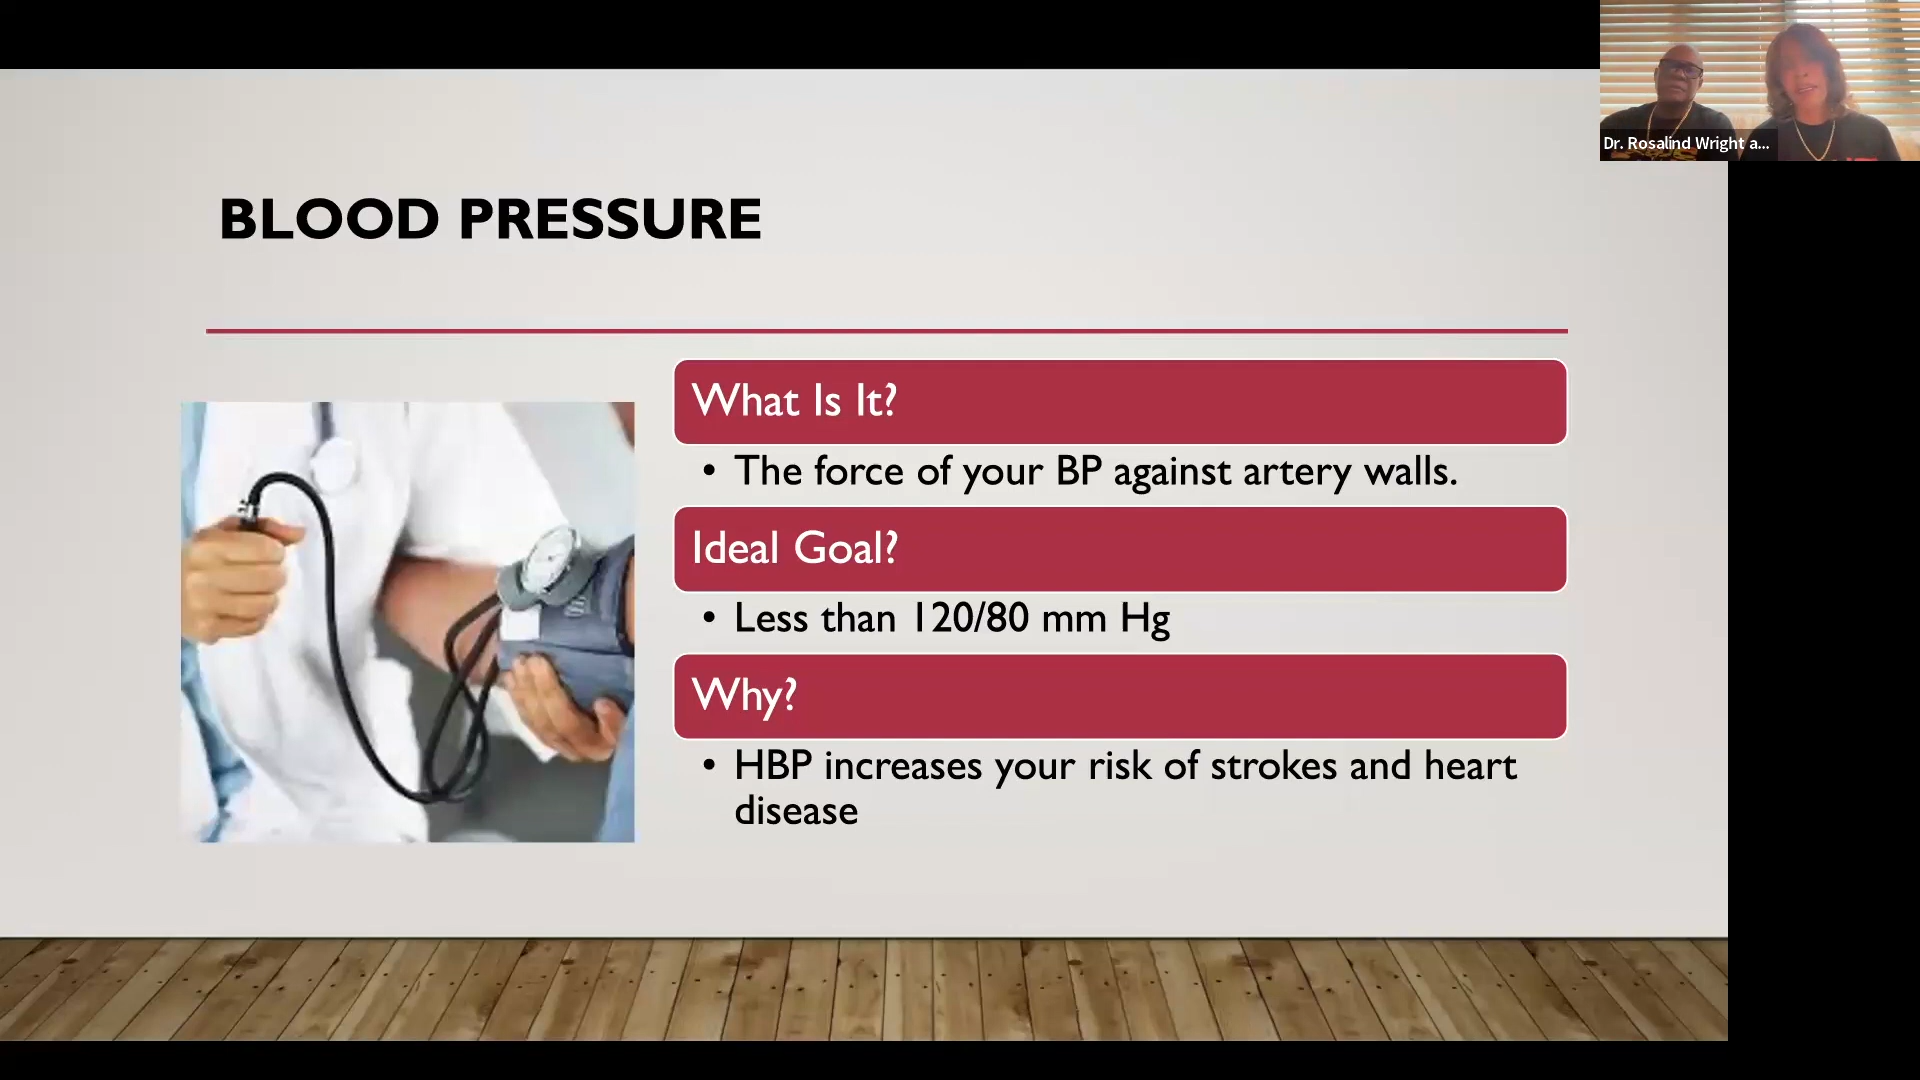 Dr. Rosalind Wright a...
BLOOD PRESSURE
What Is It?
• The force of your BP against artery walls.
Ideal Goal?
• Less than 120/80 mm Hg
Why?
• HBP increases your risk of strokes and heart
disease